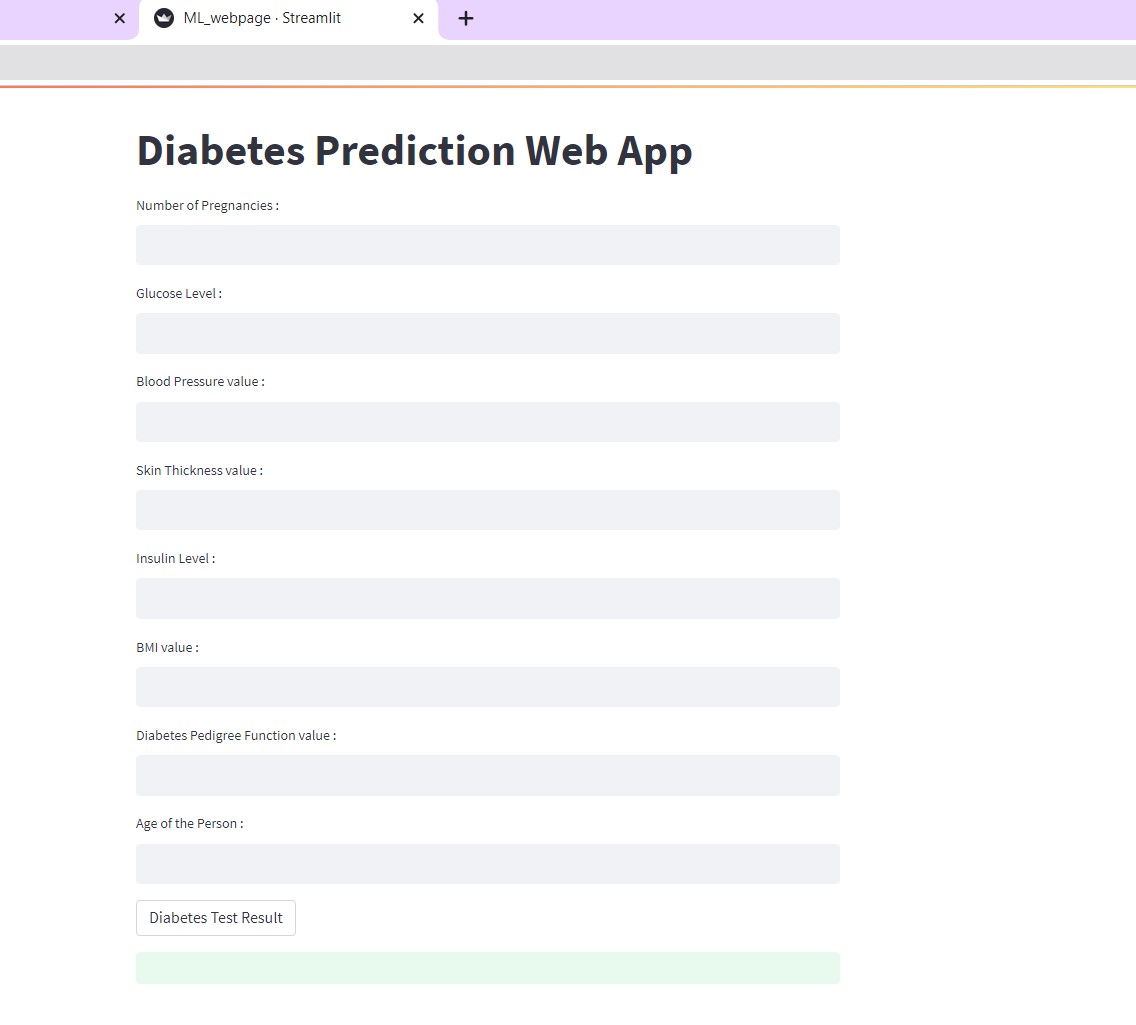 ML_webpage · Streamlit
Diabetes Prediction Web App
Number of Pregnancies :
Glucose Level :
Blood Pressure value :
Skin Thickness value :
Insulin Level :
BMI value :
Diabetes Pedigree Function value :
Age of the Person :
Diabetes Test Result